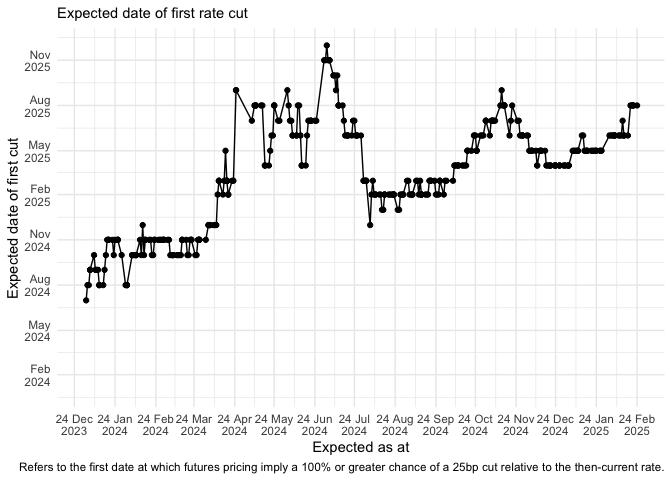 Expected date of first rate cut
Expected date of first cut
Nov
2025
Aug
2025
May
2025
Feb
2025
Nov
2024
Aug
2024
May
2024
Feb
2024
24 Dec 24 Jan 24 Feb 24 Mar 24 Apr 24 May 24 Jun 24 Jul 24 Aug 24 Sep 24 Oct 24 Nov 24 Dec 24 Jan 24 Feb
2023 2024 2024 2024 2024 2024 2024 2024 2024 2024 2024 2024 2024 2025 2025
Expected as at
Refers to the first date at which futures pricing imply a 100% or greater chance of a 25bp cut relative to the then-current rate.